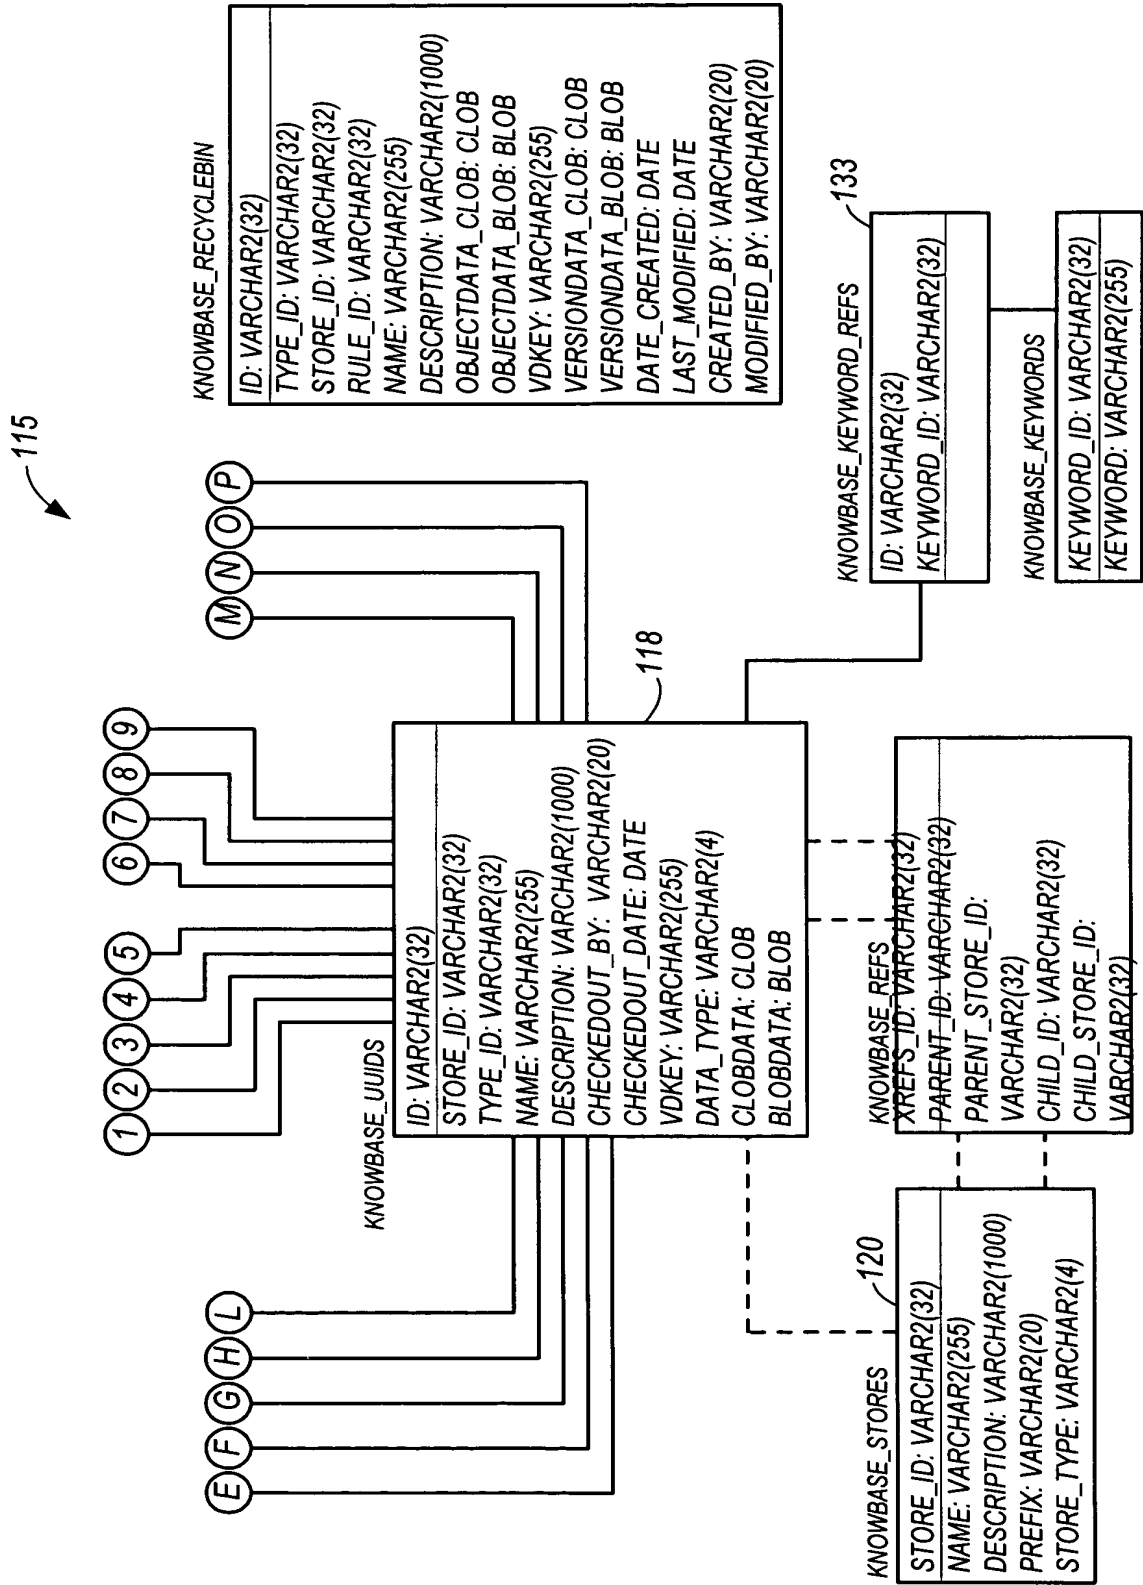 115
1
2
3
4
5
6
7
8
9
E
F
G
H
L
M
N
O
P
KNOWBASE_UUIDS
ID: VARCHAR2(32)
STORE_ID: VARCHAR2(32)
TYPE_ID: VARCHAR2(32)
NAME: VARCHAR2(255)
DESCRIPTION: VARCHAR2(1000)
CHECKEDOUT_BY: VARCHAR2(20)
CHECKEDOUT_DATE: DATE
VDKEY: VARCHAR2(255)
DATA_TYPE: VARCHAR2(4)
CLOBDATA: CLOB
BLOBDATA: BLOB
118
KNOWBASE_RECYCLEBIN
ID: VARCHAR2(32)
TYPE_ID: VARCHAR2(32)
STORE_ID: VARCHAR2(32)
RULE_ID: VARCHAR2(32)
NAME: VARCHAR2(255)
DESCRIPTION: VARCHAR2(1000)
OBJECTDATA_CLOB: CLOB
OBJECTDATA_BLOB: BLOB
VDKEY: VARCHAR2(255)
VERSIONDATA_CLOB: CLOB
VERSIONDATA_BLOB: BLOB
DATE_CREATED: DATE
LAST_MODIFIED: DATE
CREATED_BY: VARCHAR2(20)
MODIFIED_BY: VARCHAR2(20)
KNOWBASE_STORES
120
STORE_ID: VARCHAR2(32)
NAME: VARCHAR2(255)
DESCRIPTION: VARCHAR2(1000)
PREFIX: VARCHAR2(20)
STORE_TYPE: VARCHAR2(4)
KNOWBASE_REFS
XREFS_ID: VARCHAR2(32)
PARENT_ID: VARCHAR2(32)
PARENT_STORE_ID:
VARCHAR2(32)
CHILD_ID: VARCHAR2(32)
CHILD_STORE_ID:
VARCHAR2(32)
KNOWBASE_KEYWORD_REFS
133
ID: VARCHAR2(32)
KEYWORD_ID: VARCHAR2(32)
KNOWBASE_KEYWORDS
KEYWORD_ID: VARCHAR2(32)
KEYWORD: VARCHAR2(255)